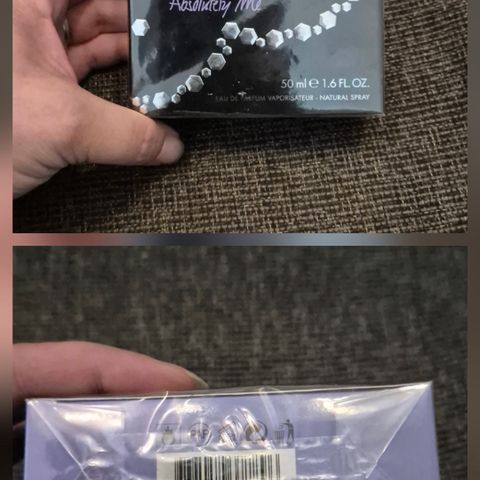 Absolutely Me
50 ml e 1.6 FL.OZ.
EAU DE PARFUM VAPORISATEUR - NATURAL SPRAY